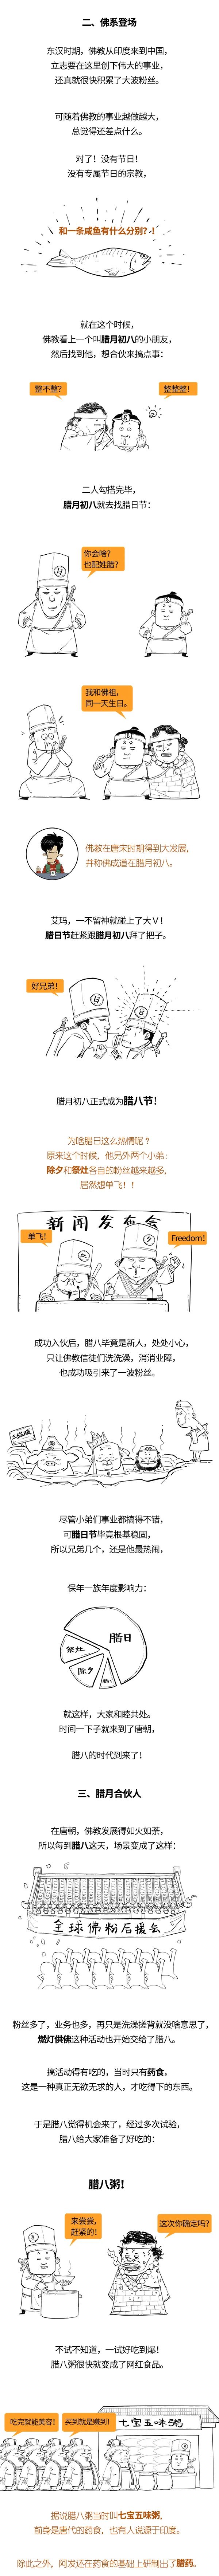 二、佛系登场
东汉时期，佛教从印度来到中国，
立志要在这里创下伟大的事业，
还真就很快积累了大波粉丝。
可随着佛教的事业越做越大，
总觉得还差点什么。
对了！没有节日！
没有专属节日的宗教，
和一条咸鱼有什么分别？！
就在这个时候，
佛教看上一个叫腊月初八的小朋友，
然后找到他，想合伙来搞点事：
整不整？
整整整！
二人勾搭完毕，
腊月初八就去找腊日节：
你会啥？
也配姓腊？
我和佛祖，
同一天生日。
佛教在唐宋时期得到大发展，
并称佛成道在腊月初八。
艾玛，一不留神就碰上了大V！
腊日节赶紧跟腊月初八拜了把子。
好兄弟！
腊月初八正式成为腊八节！
为啥腊日这么热情呢？
原来这个时候，他另外两个小弟：
除夕和祭灶各自的粉丝越来越多，
居然想单飞！！
新闻发布会
单飞！
Freedom！
成功入伙后，腊八毕竟是新人，处处小心，
只让佛教信徒们洗洗澡，消消业障，
也成功吸引来了一波粉丝。
尽管小弟们事业都搞得不错，
可腊日节毕竟根基稳固，
所以兄弟几个，还是他最热闹，
保年一族年度影响力：
腊日
祭灶
除夕
腊八
就这样，大家和睦共处。
时间一下子就来到了唐朝，
腊八的时代到来了！
三、腊月合伙人
在唐朝，佛教发展得如火如荼，
所以每到腊八这天，场景变成了这样：
全球佛粉后援会
粉丝多了，业务也多，再只是洗澡搓背就没啥意思了，
燃灯供佛这种活动也开始交给了腊八。
搞活动得有吃的，当时只有药食，
这是一种真正无欲无求的人，才吃得下的东西。
于是腊八觉得机会来了，经过多次试验，
腊八给大家准备了好吃的：
腊八粥！
来尝尝，
赶紧的！
这次你确定吗？
不试不知道，一试好吃到爆！
腊八粥很快就变成了网红食品。
吃完就能美容！
买到就是赚到！
七宝五味粥
据说腊八粥当时叫七宝五味粥，
前身是唐代的药食，也有人说源于印度。
除此之外，阿发还在药食的基础上研制出了腊药。